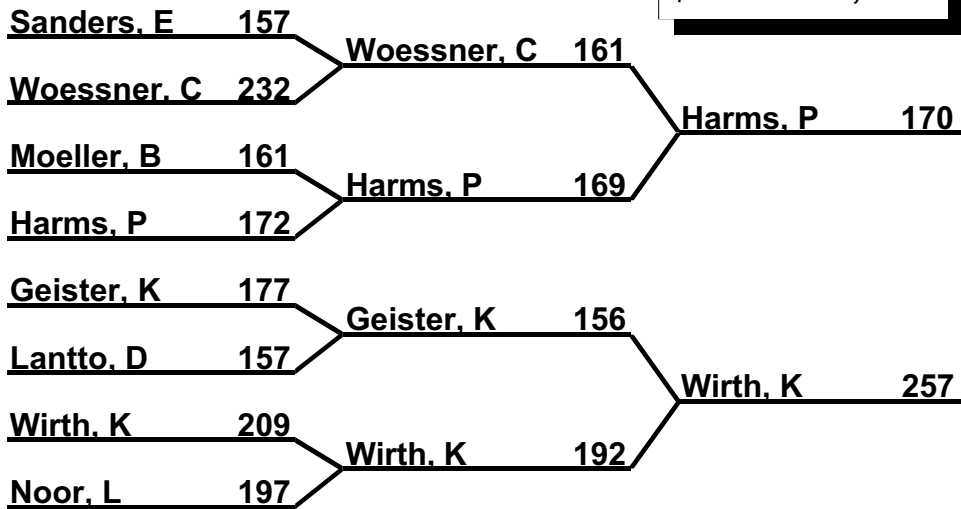 Sanders, E 157
Woessner, C 161
Woessner, C 232
Harms, P 170
Moeller, B 161
Harms, P 169
Harms, P 172
Geister, K 177
Geister, K 156
Lantto, D 157
Wirth, K 257
Wirth, K 209
Wirth, K 192
Noor, L 197